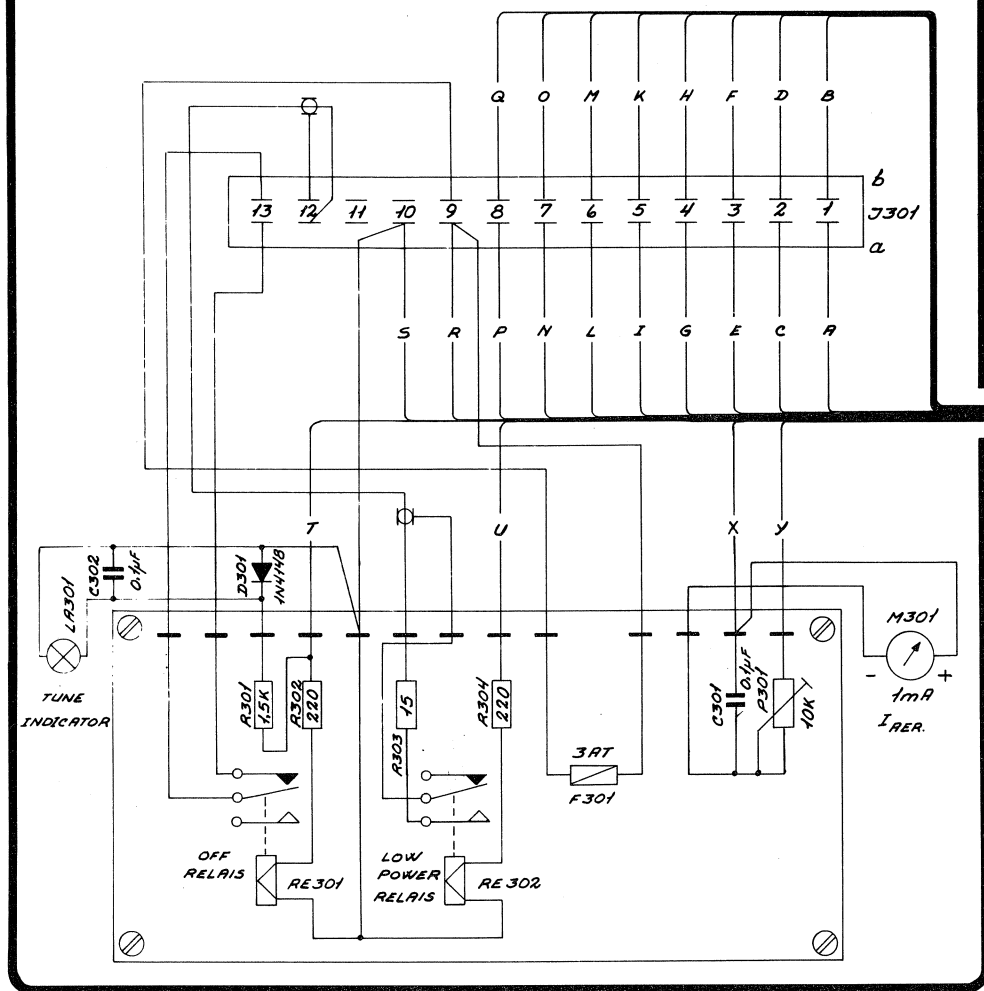 Q O M K H F D B
b
13 12 11 10 9 8 7 6 5 4 3 2 1
J301
a
S R P N L I G E C A
T U X Y
LA301
C302
0.1µF
D301
1N4148
TUNE
INDICATOR
R301
1,5K
R302
220
R303
15
R304
220
C301
0.1µF
P301
10K
M301
- +
1mA
I AER.
3AT
F301
OFF
RELAIS
RE301
LOW
POWER
RELAIS
RE302